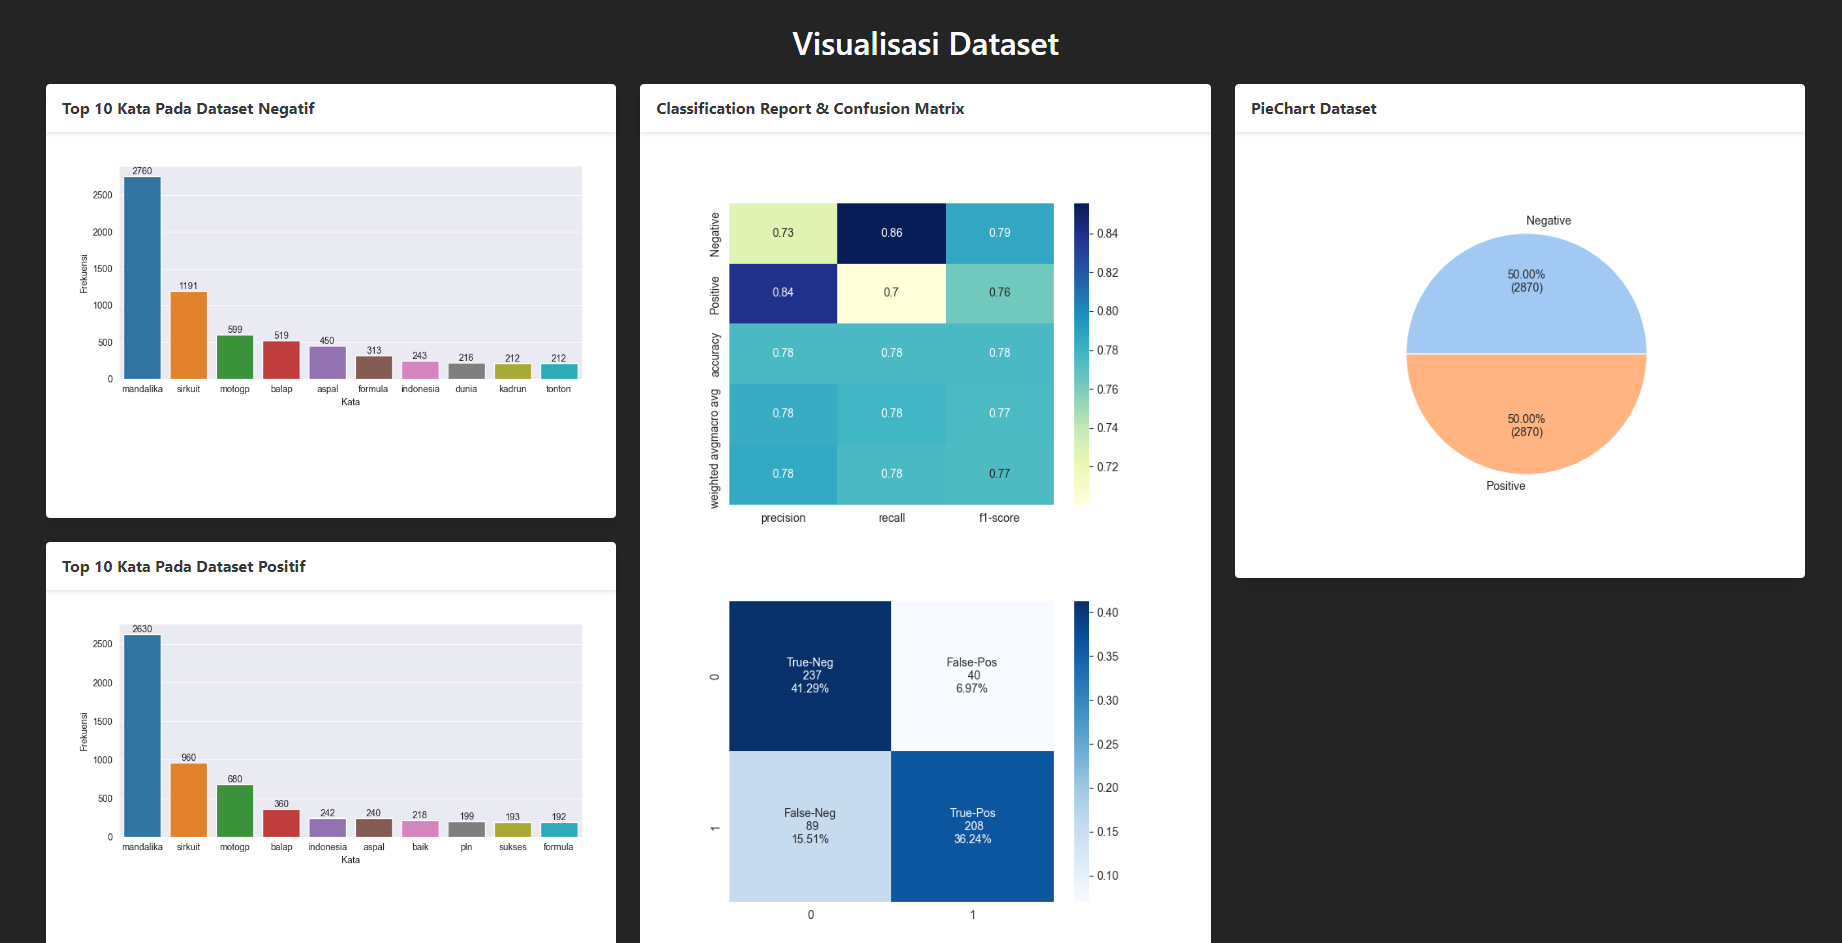 Visualisasi Dataset
Top 10 Kata Pada Dataset Negatif
2760
1191
599
519
450
313
243
216
212
212
2500
2000
1500
1000
500
0
Frekuensi
mandalika sirkuit motogp balap aspal formula indonesia dunia kadrun tonton
Kata
Top 10 Kata Pada Dataset Positif
2630
960
680
360
242
240
218
199
193
192
2500
2000
1500
1000
500
0
Frekuensi
mandalika sirkuit motogp balap indonesia aspal baik pln sukses formula
Kata
Classification Report & Confusion Matrix
Negative 0.73 0.86 0.79
Positive 0.84 0.7 0.76
accuracy 0.78 0.78 0.78
macro avg 0.78 0.78 0.77
weighted avg 0.78 0.78 0.77
precision recall f1-score
0.84
0.82
0.80
0.78
0.76
0.74
0.72
0
True-Neg
237
41.29%
False-Pos
40
6.97%
1
False-Neg
89
15.51%
True-Pos
208
36.24%
0 1
0.40
0.35
0.30
0.25
0.20
0.15
0.10
PieChart Dataset
Negative
50.00%
(2870)
50.00%
(2870)
Positive